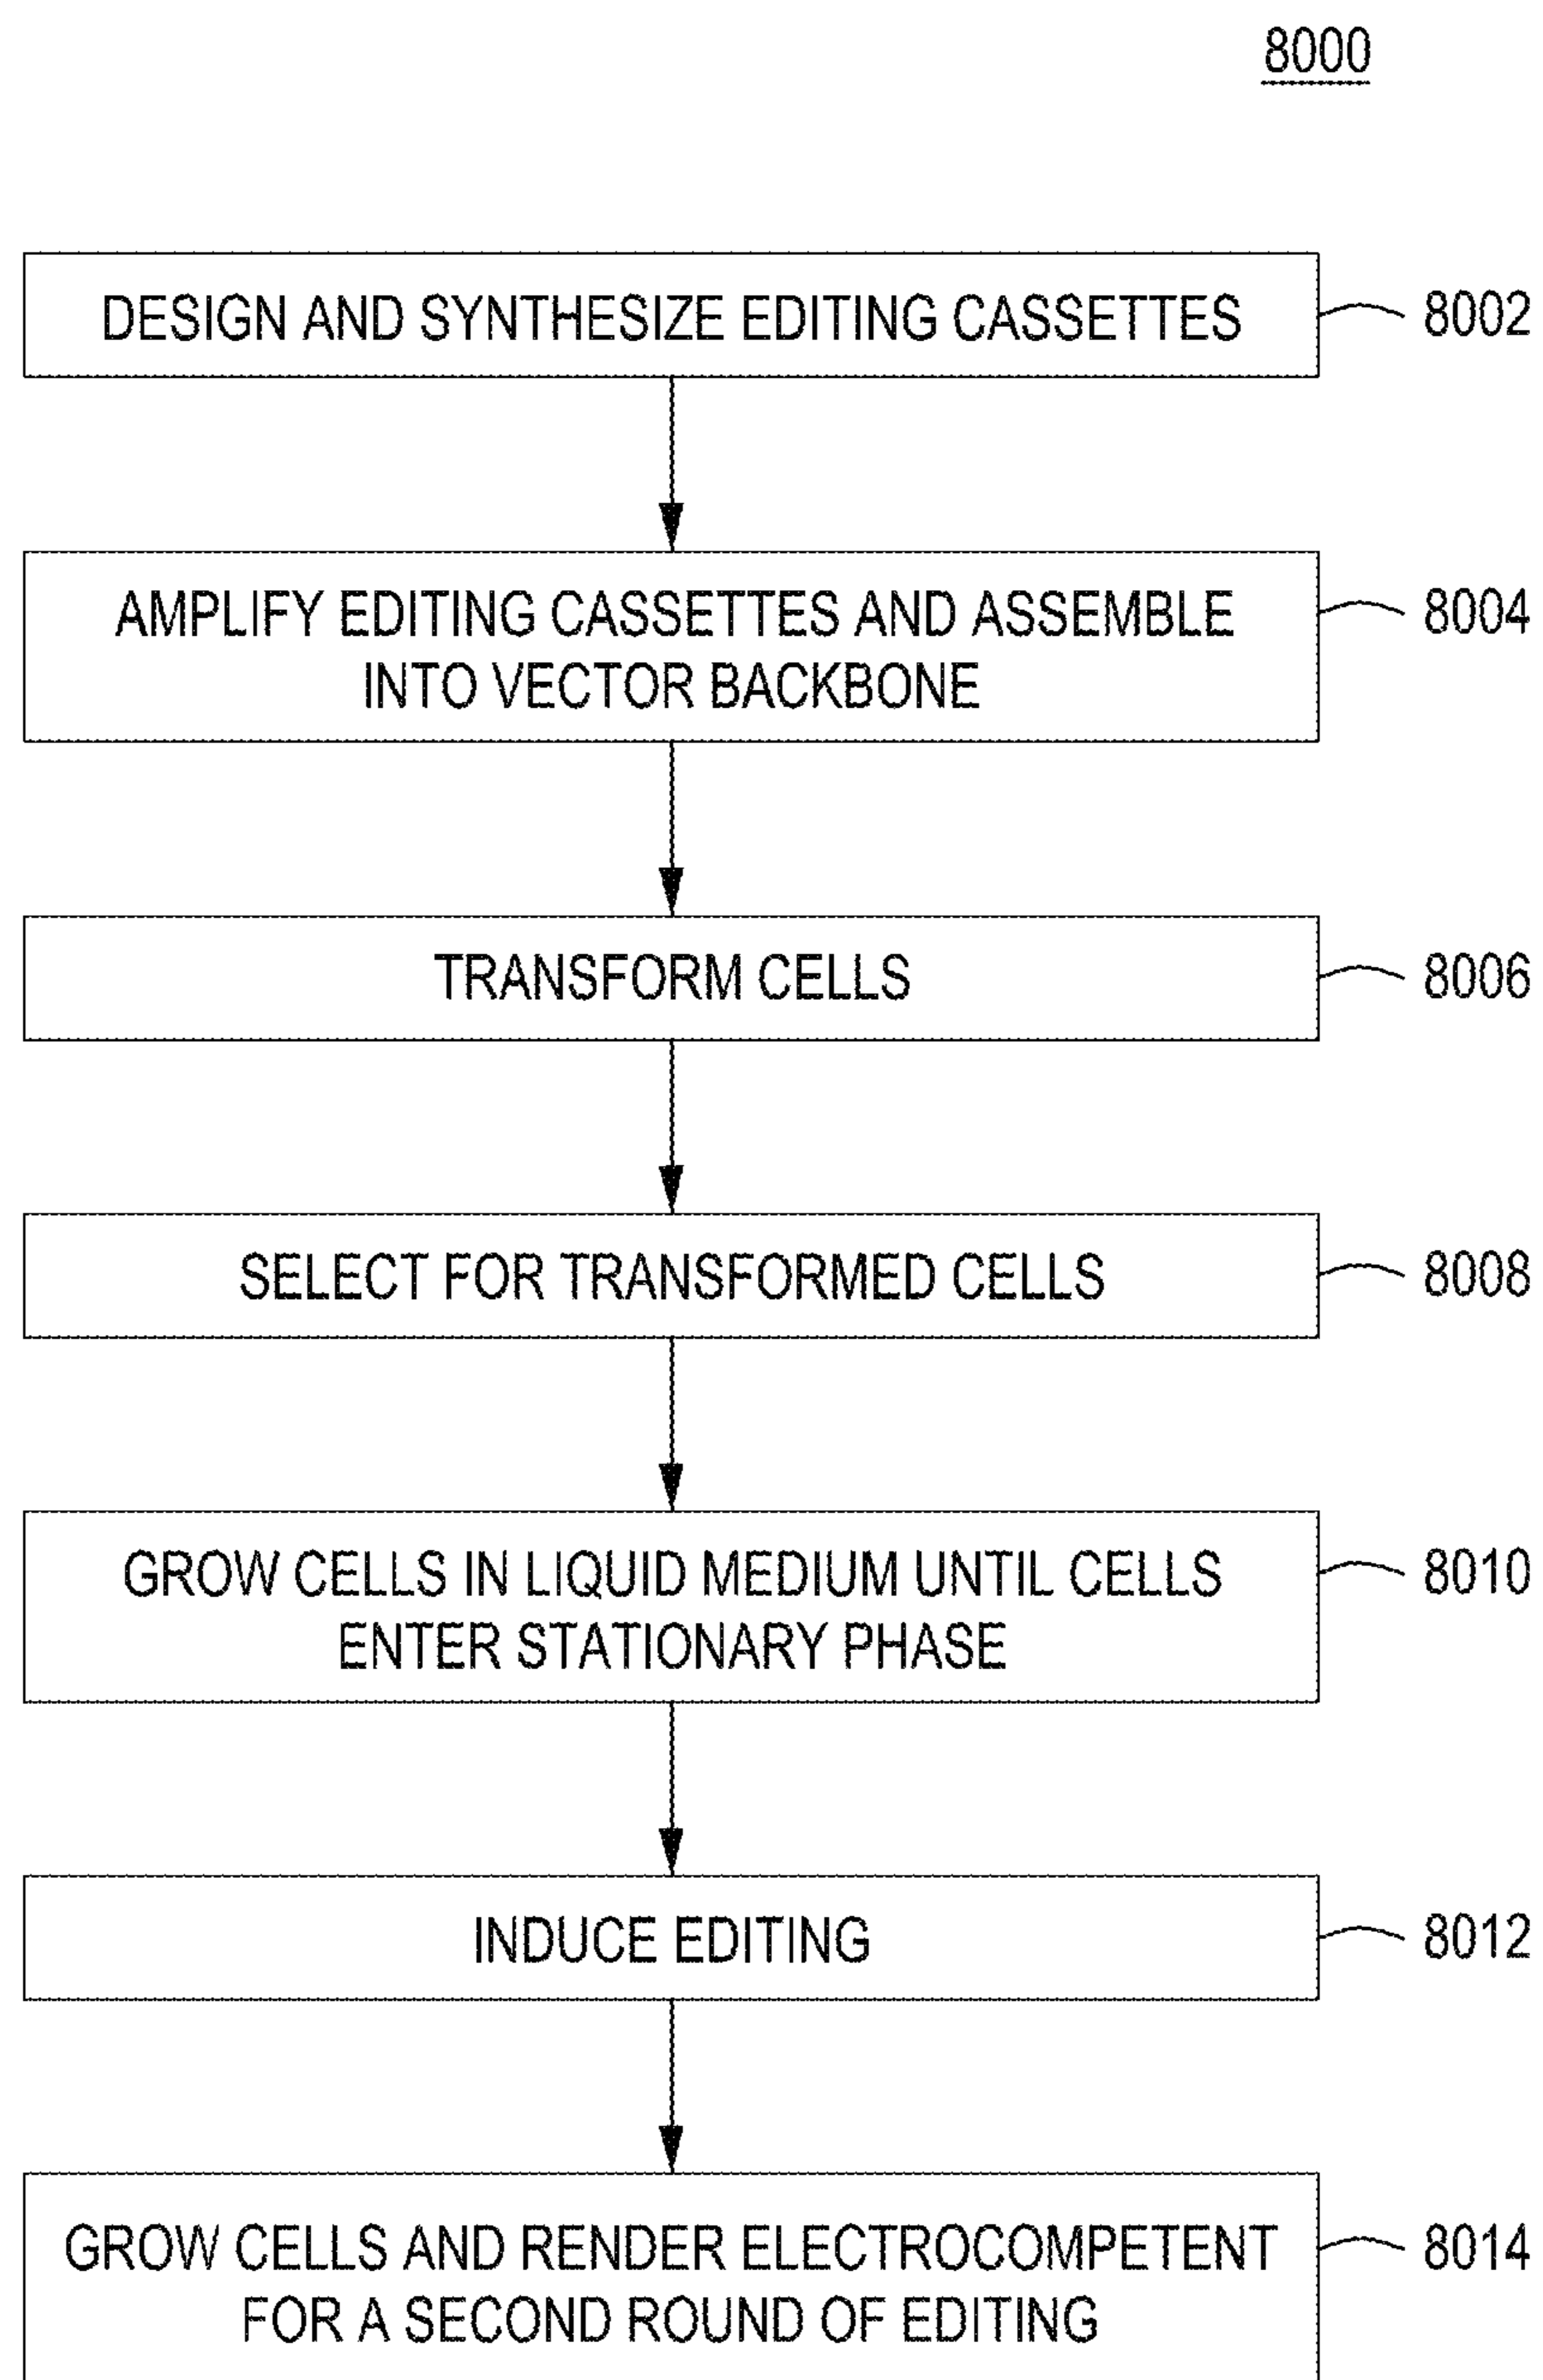 8000
DESIGN AND SYNTHESIZE EDITING CASSETTES
8002
AMPLIFY EDITING CASSETTES AND ASSEMBLE
INTO VECTOR BACKBONE
8004
TRANSFORM CELLS
8006
SELECT FOR TRANSFORMED CELLS
8008
GROW CELLS IN LIQUID MEDIUM UNTIL CELLS
ENTER STATIONARY PHASE
8010
INDUCE EDITING
8012
GROW CELLS AND RENDER ELECTROCOMPETENT
FOR A SECOND ROUND OF EDITING
8014